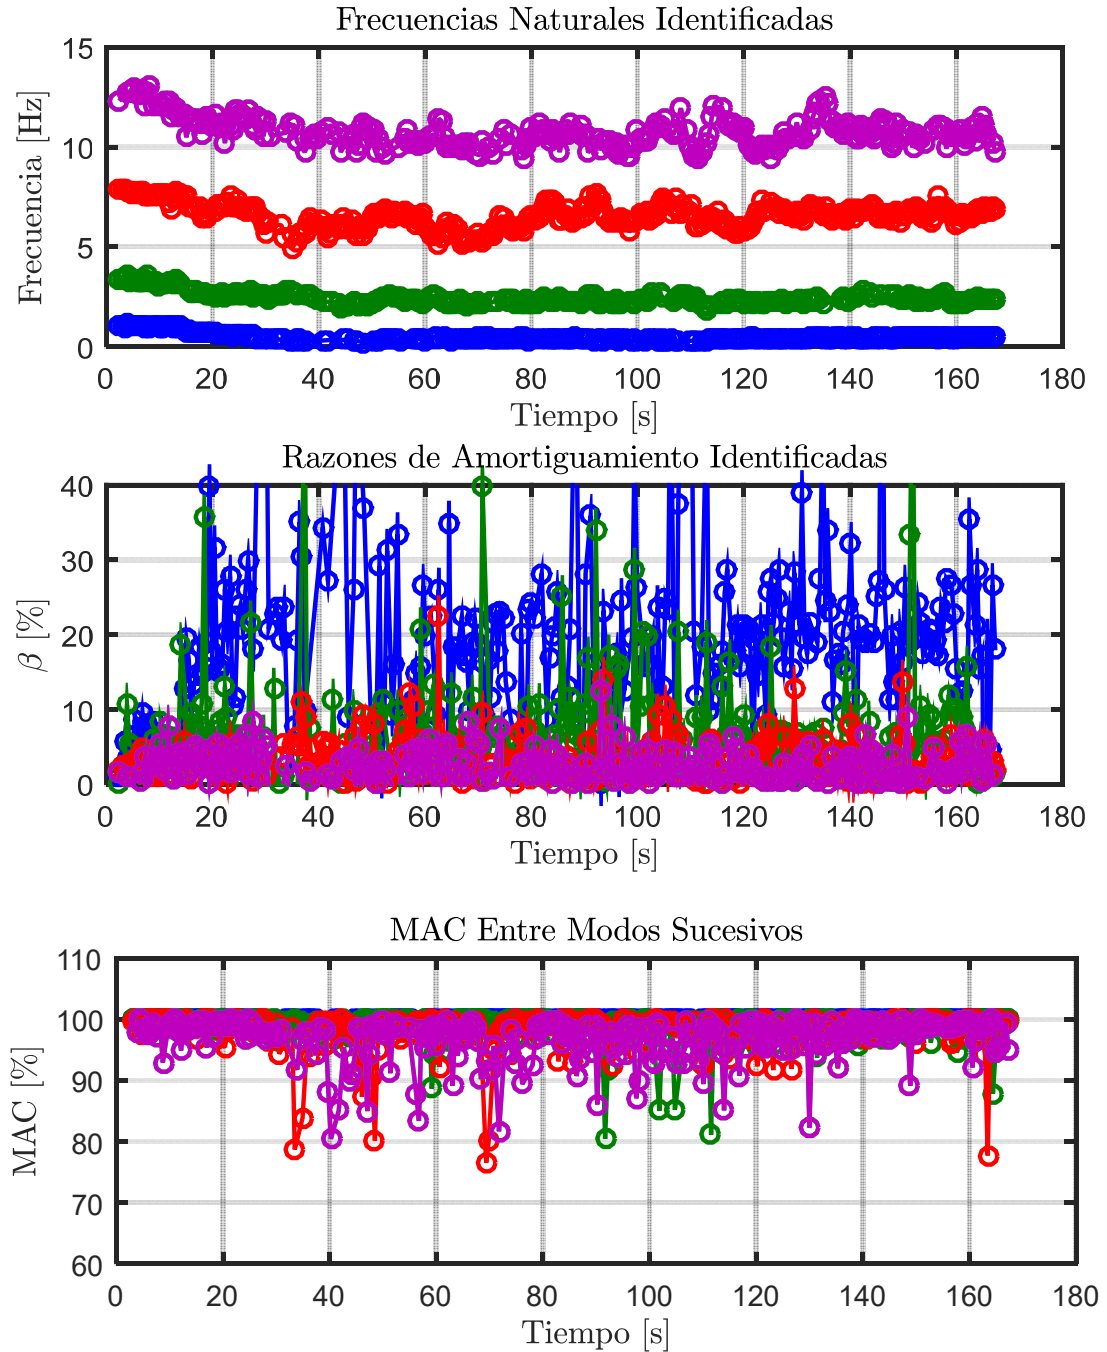 Frecuencias Naturales Identificadas
15
10
5
0
Frecuencia [Hz]
0 20 40 60 80 100 120 140 160 180
Tiempo [s]
Razones de Amortiguamiento Identificadas
40
30
20
10
0
β [%]
0 20 40 60 80 100 120 140 160 180
Tiempo [s]
MAC Entre Modos Sucesivos
110
100
90
80
70
60
MAC [%]
0 20 40 60 80 100 120 140 160 180
Tiempo [s]